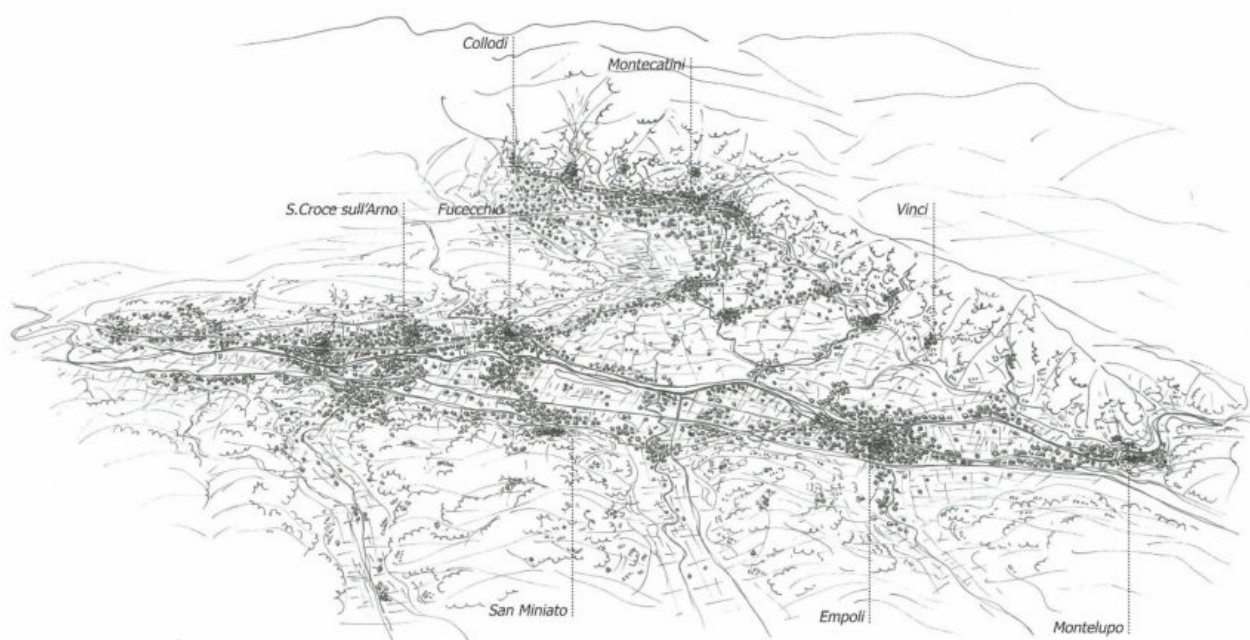 Collodi
Montecatini
S.Croce sull'Arno
Fucecchio
Vinci
San Miniato
Empoli
Montelupo